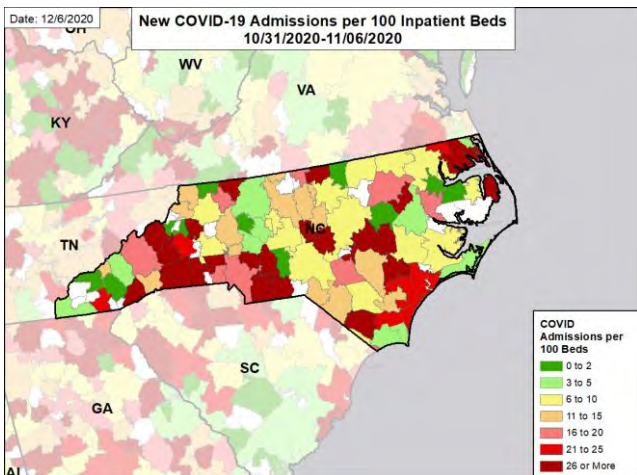 Date: 12/6/2020
New COVID-19 Admissions per 100 Inpatient Beds
10/31/2020-11/06/2020
OH
WV
VA
KY
TN
NC
SC
GA
AL
COVID
Admissions per
100 Beds
0 to 2
3 to 5
6 to 10
11 to 15
16 to 20
21 to 25
26 or More